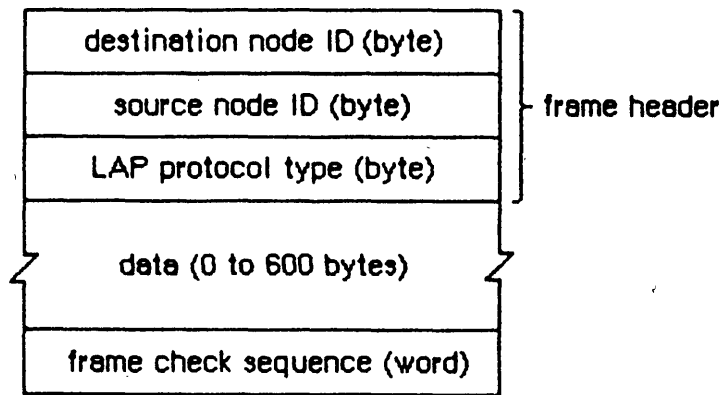 destination node ID (byte)
source node ID (byte)
frame header
LAP protocol type (byte)
data (0 to 600 bytes)
frame check sequence (word)